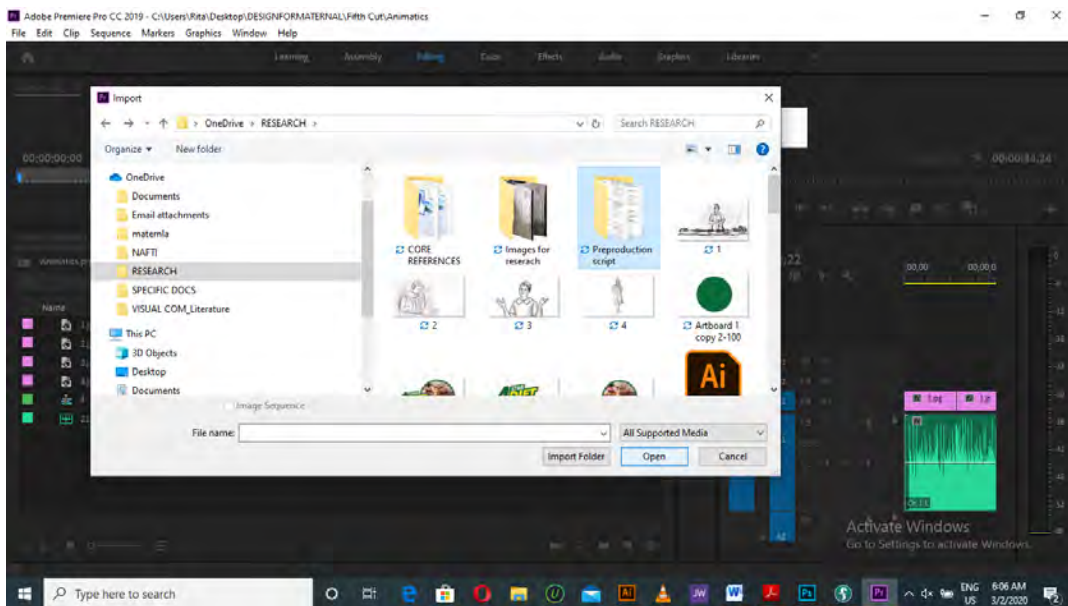 Adobe Premiere Pro CC 2019 - C:\Users\Rita\Desktop\DESIGNFORMATERNAL\Fifth Cut\Animatics
File Edit Clip Sequence Markers Graphics Window Help
Learning Assembly Editing Color Effects Audio Graphics Libraries
Import
OneDrive > RESEARCH >
Search RESEARCH
Organize
New folder
00;00;00;00
00;00;34;24
OneDrive
Documents
Email attachments
matemla
NAFTI
RESEARCH
SPECIFIC DOCS
VISUAL COM_Literature
This PC
3D Objects
Desktop
Documents
CORE REFERENCES
Images for reserach
Preproduction script
1
2
3
4
Artboard 1 copy 2-100
Ai
DIET
Name
Image Sequence
File name:
All Supported Media
Import Folder
Open
Cancel
Activate Windows
Go to Settings to activate Windows.
Type here to search
ENG
US
6:06 AM
3/2/2020